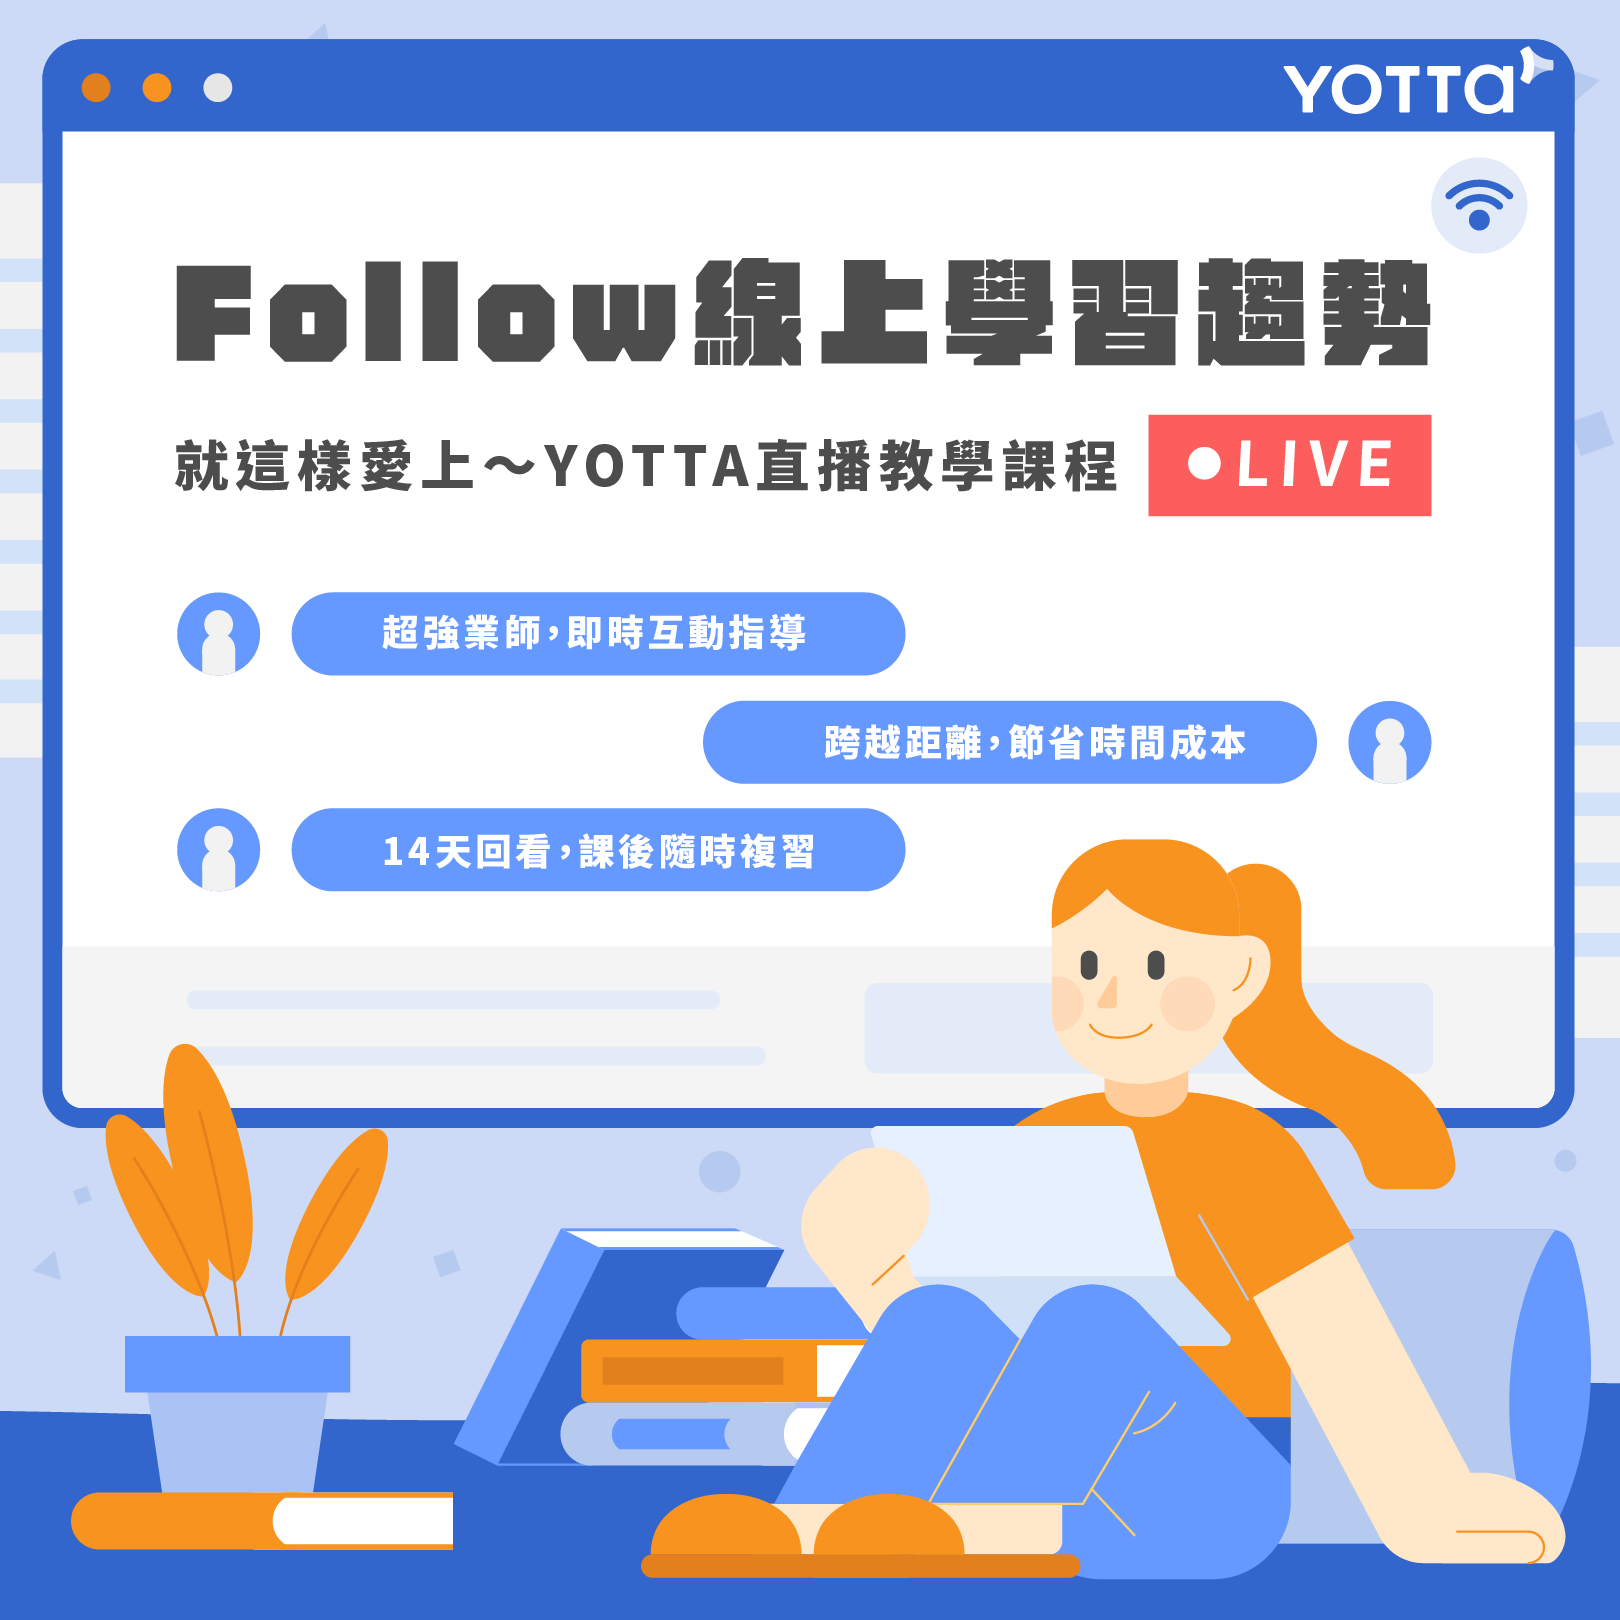 YOTTA
Follow線上學習趨勢
就這樣愛上～YOTTA直播教學課程
LIVE
超強業師，即時互動指導
跨越距離，節省時間成本
14天回看，課後隨時複習